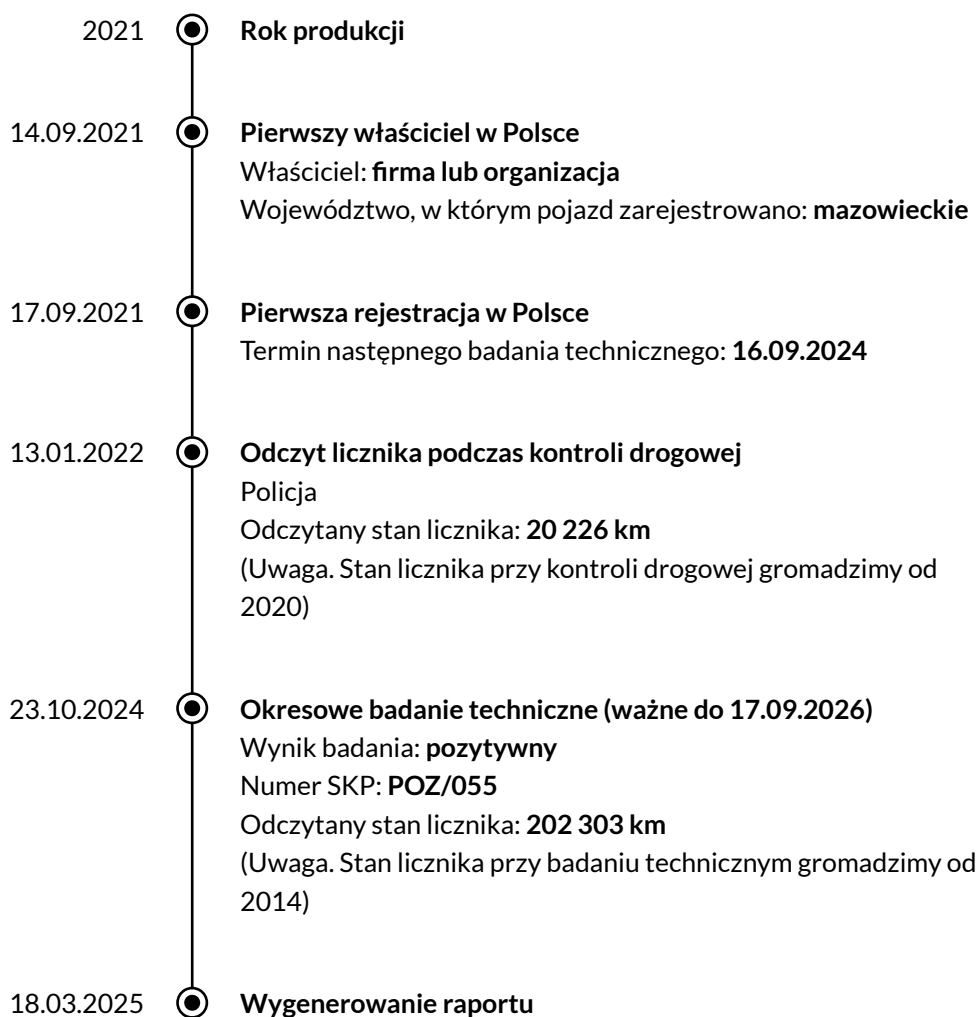 2021 Rok produkcji
14.09.2021 Pierwszy właściciel w Polsce
Właściciel: firma lub organizacja
Województwo, w którym pojazd zarejestrowano: mazowieckie
17.09.2021 Pierwsza rejestracja w Polsce
Termin następnego badania technicznego: 16.09.2024
13.01.2022 Odczyt licznika podczas kontroli drogowej
Policja
Odczytany stan licznika: 20 226 km
(Uwaga. Stan licznika przy kontroli drogowej gromadzimy od
2020)
23.10.2024 Okresowe badanie techniczne (ważne do 17.09.2026)
Wynik badania: pozytywny
Numer SKP: POZ/055
Odczytany stan licznika: 202 303 km
(Uwaga. Stan licznika przy badaniu technicznym gromadzimy od
2014)
18.03.2025 Wygenerowanie raportu